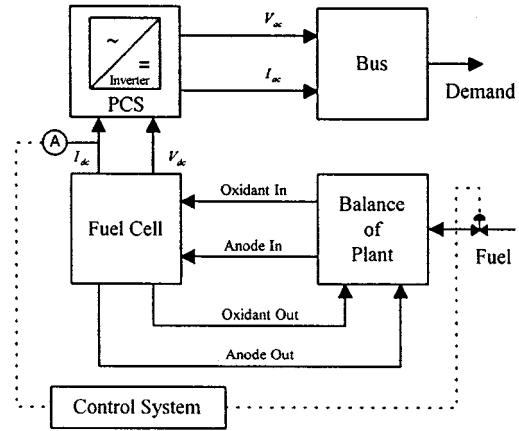 V_ac
~
=
Inverter
PCS
I_ac
Bus
Demand
A
I_dc
V_dc
Fuel Cell
Oxidant In
Anode In
Balance
of
Plant
Fuel
Oxidant Out
Anode Out
Control System